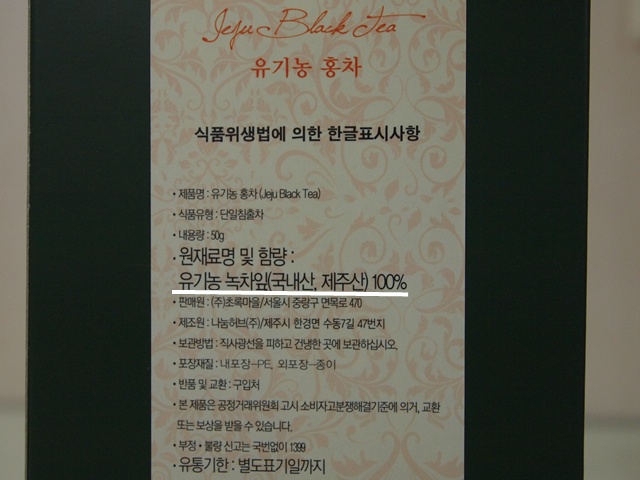 Jeju Black Tea
유기농 홍차
식품위생법에 의한 한글표시사항
• 제품명 : 유기농 홍차 (Jeju Black Tea)
• 식품유형 : 단일침출차
• 내용량 : 50g
• 원재료명 및 함량 :
유기농 녹차잎(국내산, 제주산) 100%
• 판매원 : (주)초록마을/서울시 중랑구 면목로 470
• 제조원 : 나눔허브(주)/제주시 한경면 수동7길 47번지
• 보관방법 : 직사광선을 피하고 건냉한 곳에 보관하십시오.
• 포장재질 : 내포장-PE, 외포장-종이
• 반품 및 교환 : 구입처
• 본 제품은 공정거래위원회 고시 소비자고분쟁해결기준에 의거, 교환
또는 보상을 받을 수 있습니다.
• 부정 • 불량 신고는 국번없이 1399
• 유통기한 : 별도표기일까지